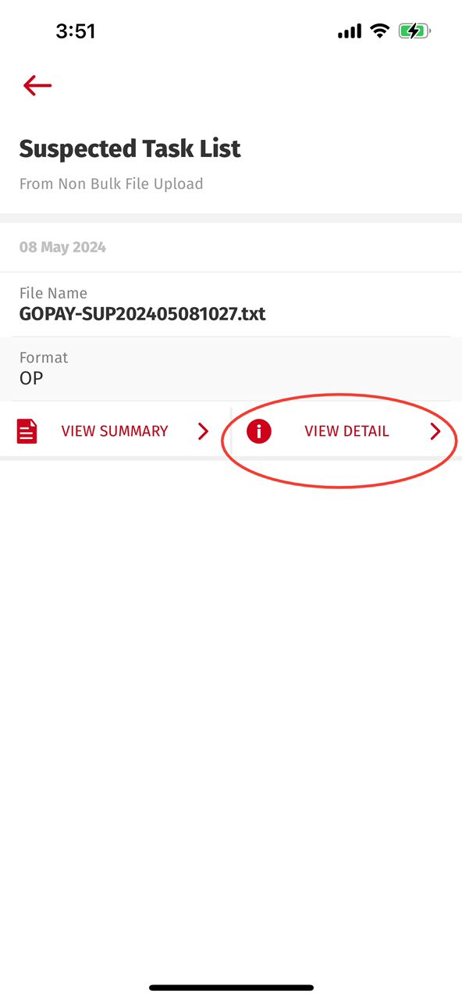 3:51
Suspected Task List
From Non Bulk File Upload
08 May 2024
File Name
GOPAY-SUP202405081027.txt
Format
OP
VIEW SUMMARY
VIEW DETAIL